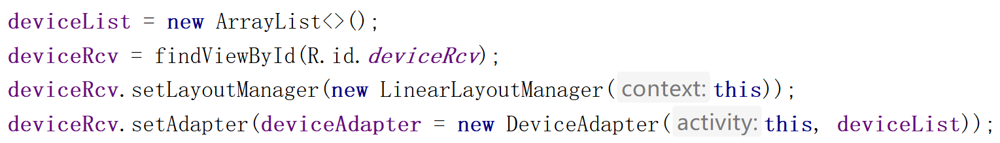 deviceList = new ArrayList<>();
deviceRcv = findViewById(R.id.deviceRcv);
deviceRcv.setLayoutManager(new LinearLayoutManager( context: this));
deviceRcv.setAdapter(deviceAdapter = new DeviceAdapter( activity: this, deviceList));